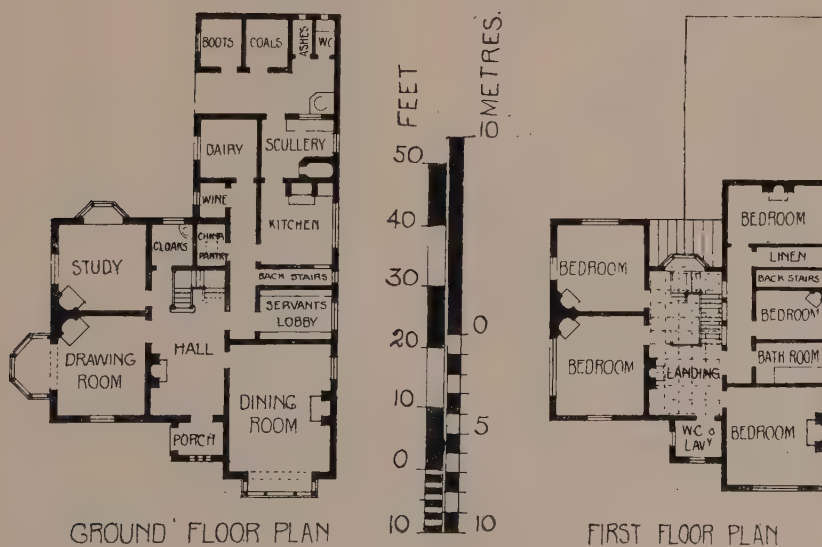 BOOTS
COALS
ASHES
WC
DAIRY
SCULLERY
WINE
KITCHEN
CHINA
PANTRY
CLOAKS
STUDY
BACK STAIRS
SERVANTS
LOBBY
HALL
DRAWING
ROOM
DINING
ROOM
PORCH
GROUND FLOOR PLAN
FEET
50
40
30
20
10
0
10
METRES.
10
0
5
10
BEDROOM
LINEN
BACK STAIRS
BEDROOM
BEDROOM
BATH ROOM
BEDROOM
LANDING
WC &
LAVY
BEDROOM
FIRST FLOOR PLAN